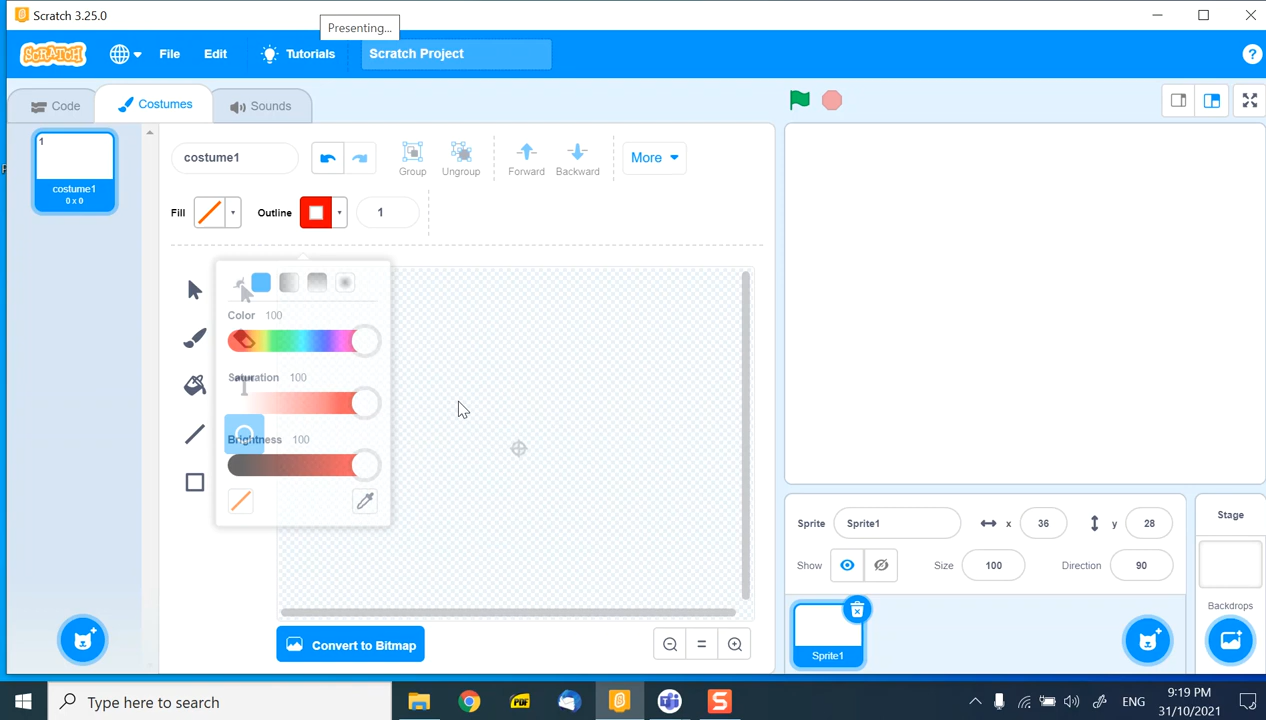 Scratch 3.25.0
Presenting...
SCRATCH
File
Edit
Tutorials
Scratch Project
?
Code
Costumes
Sounds
1
costume1
0 x 0
costume1
Group
Ungroup
Forward
Backward
More
Fill
Outline
1
Color 100
Saturation 100
T
Brightness 100
Convert to Bitmap
Sprite
Sprite1
x
36
y
28
Show
Size
100
Direction
90
Sprite1
Stage
Backdrops
Type here to search
PDF
ENG
9:19 PM
31/10/2021